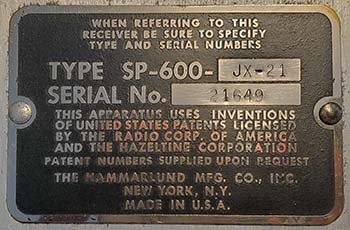 WHEN REFERRING TO THIS
RECEIVER BE SURE TO SPECIFY
TYPE AND SERIAL NUMBERS
TYPE SP-600- JX-21
SERIAL No. 21649
THIS APPARATUS USES INVENTIONS
OF UNITED STATES PATENTS LICENSED
BY THE RADIO CORP. OF AMERICA
AND THE HAZELTINE CORPORATION
PATENT NUMBERS SUPPLIED UPON REQUEST
THE HAMMARLUND MFG. CO., INC.
NEW YORK, N.Y.
MADE IN U.S.A.